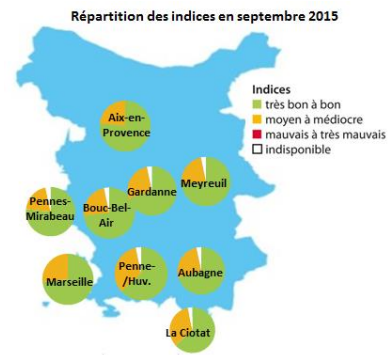 Répartition des indices en septembre 2015
Indices
très bon à bon
moyen à médiocre
mauvais à très mauvais
indisponible
Aix-en-
Provence
Gardanne
Meyreuil
Pennes-
Mirabeau
Bouc-Bel-
Air
Marseille
Penne-
/Huv.
Aubagne
La Ciotat